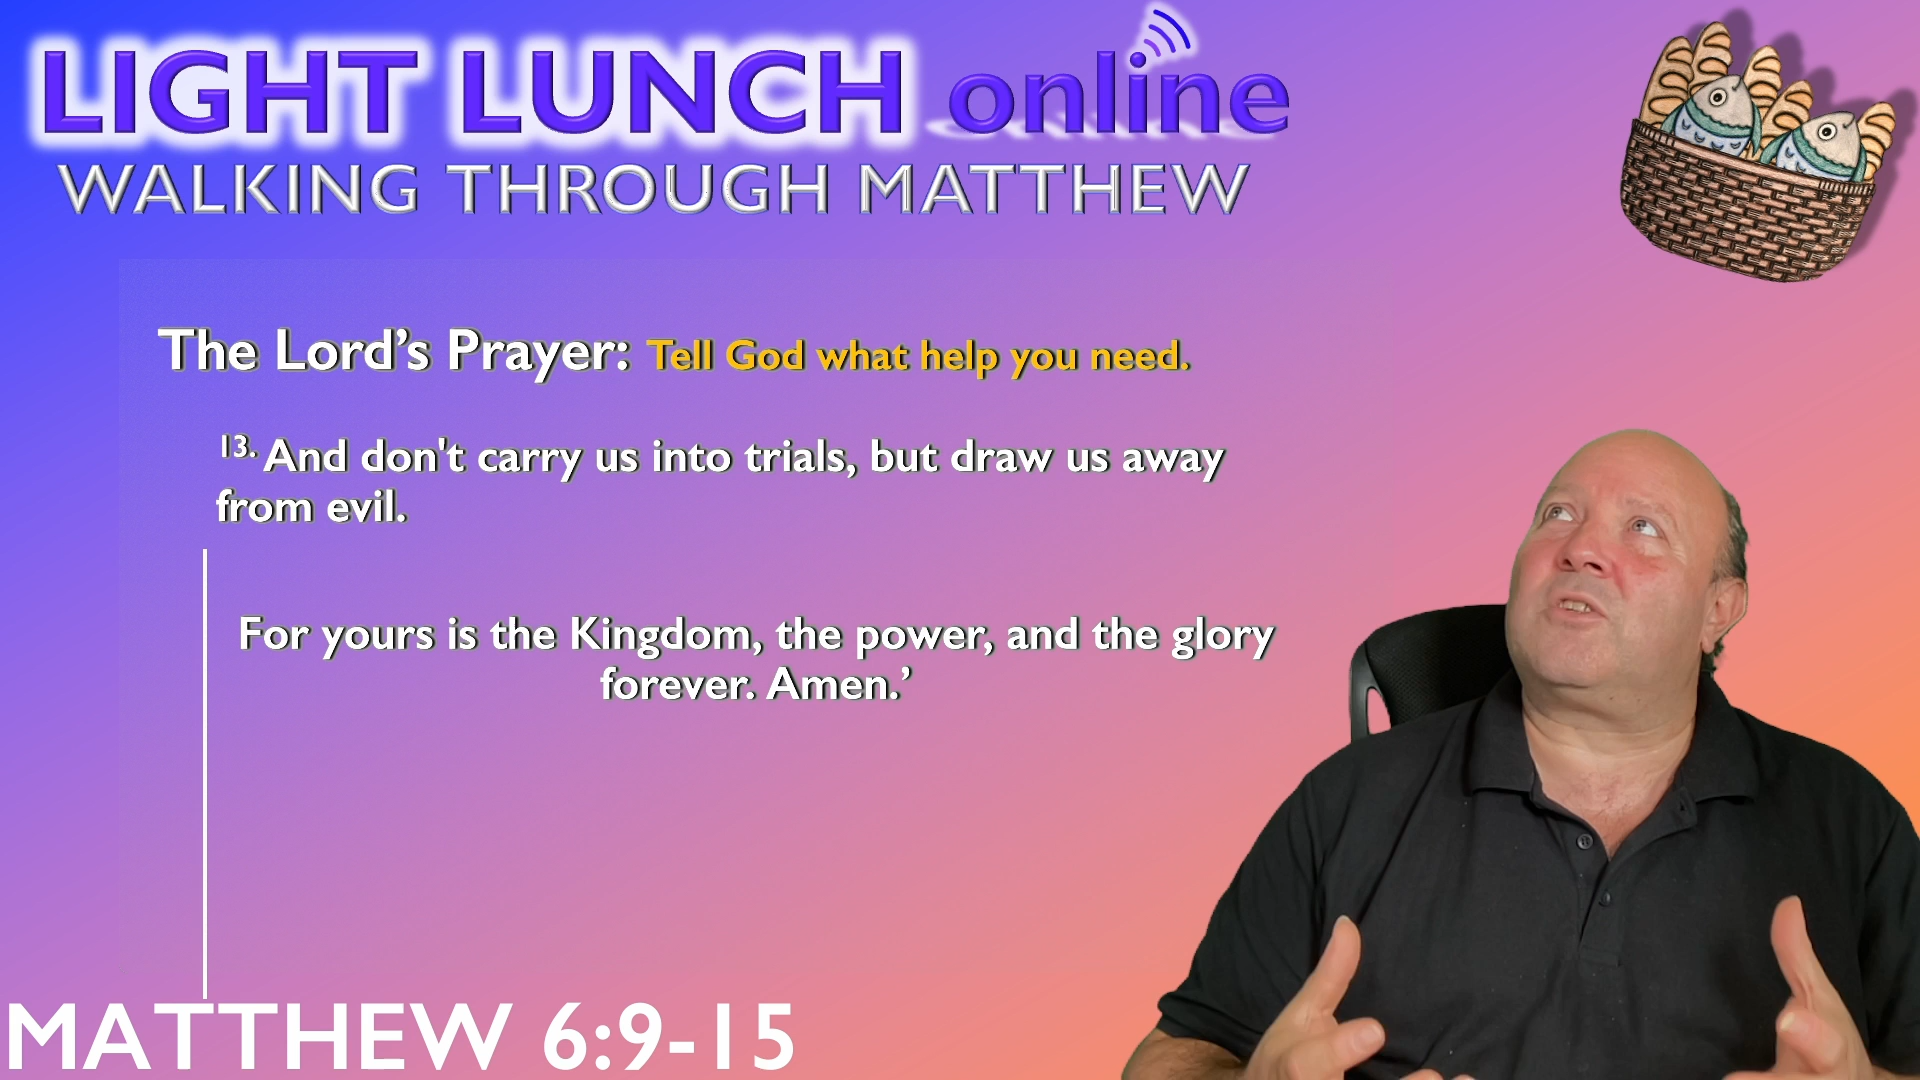 LIGHT LUNCH online
WALKING THROUGH MATTHEW
The Lord’s Prayer: Tell God what help you need.
13. And don't carry us into trials, but draw us away
from evil.
For yours is the Kingdom, the power, and the glory
forever. Amen.’
MATTHEW 6:9-15